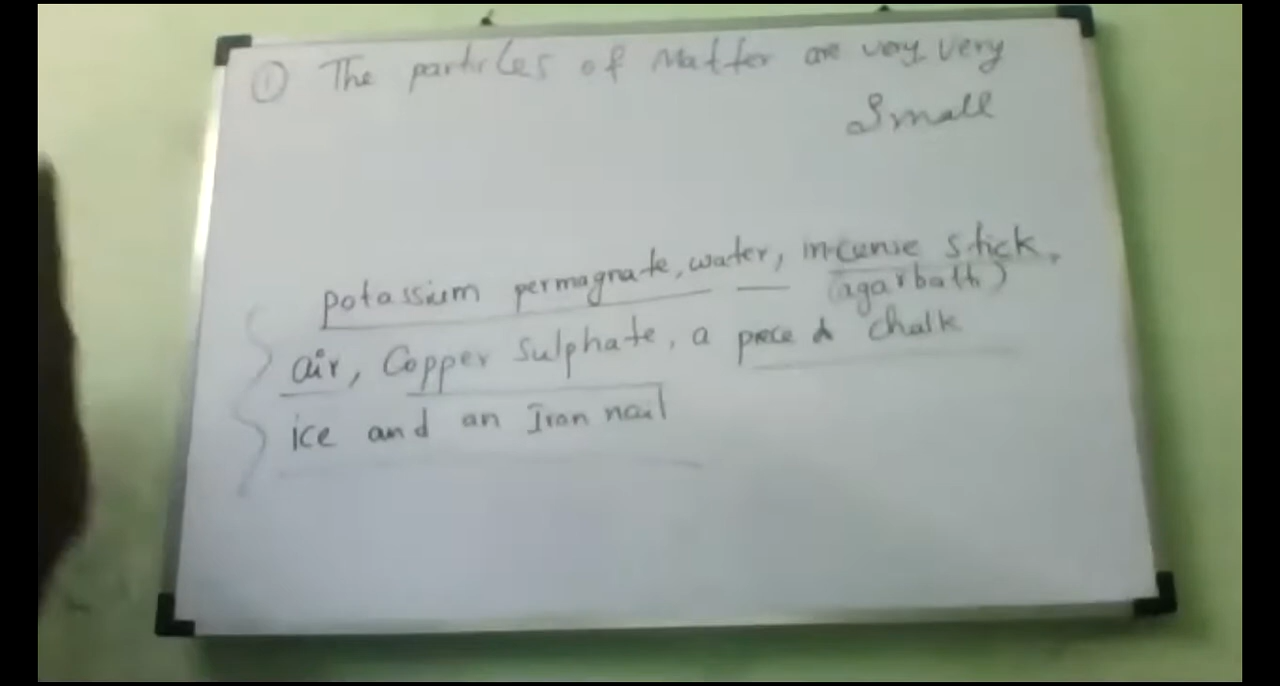 ① The particles of Matter are very very
Small
potassium permagnate, water, incense stick,
(agarbath)
air, Copper Sulphate, a piece of chalk
ice and an Iron nail